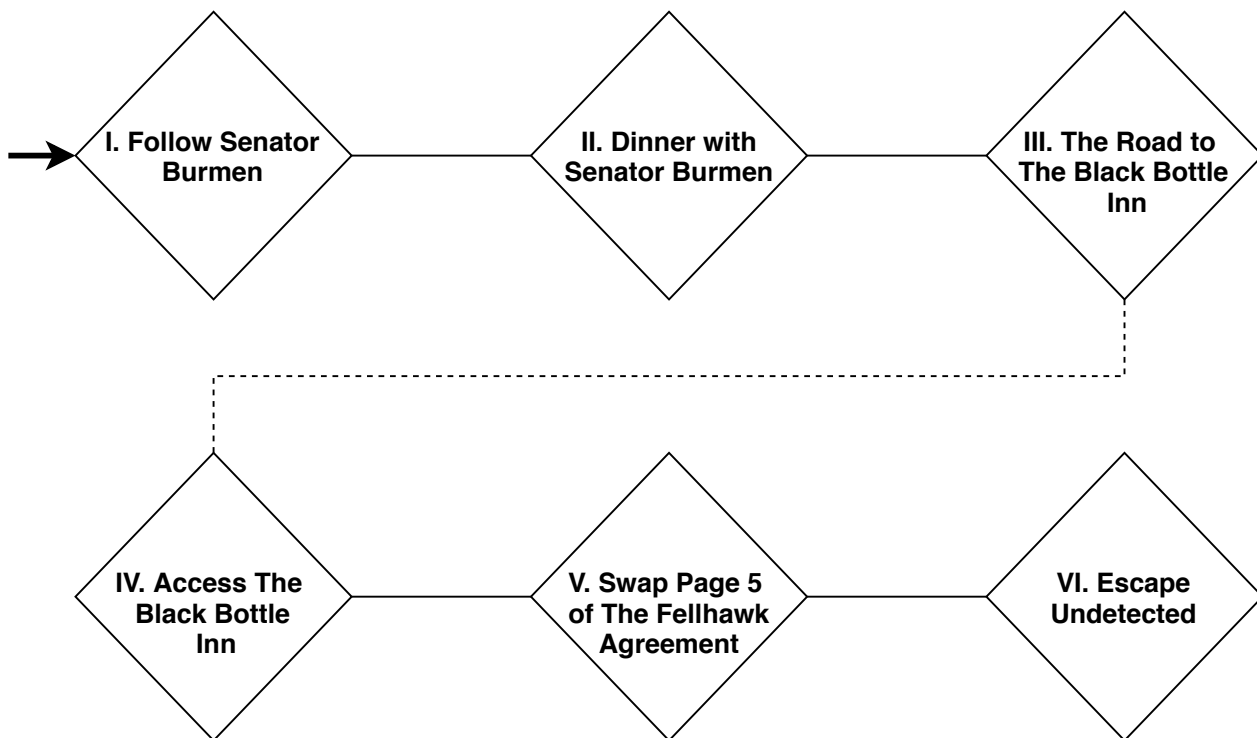 I. Follow Senator
Burmen
II. Dinner with
Senator Burmen
III. The Road to
The Black Bottle
Inn
IV. Access The
Black Bottle
Inn
V. Swap Page 5
of The Fellhawk
Agreement
VI. Escape
Undetected